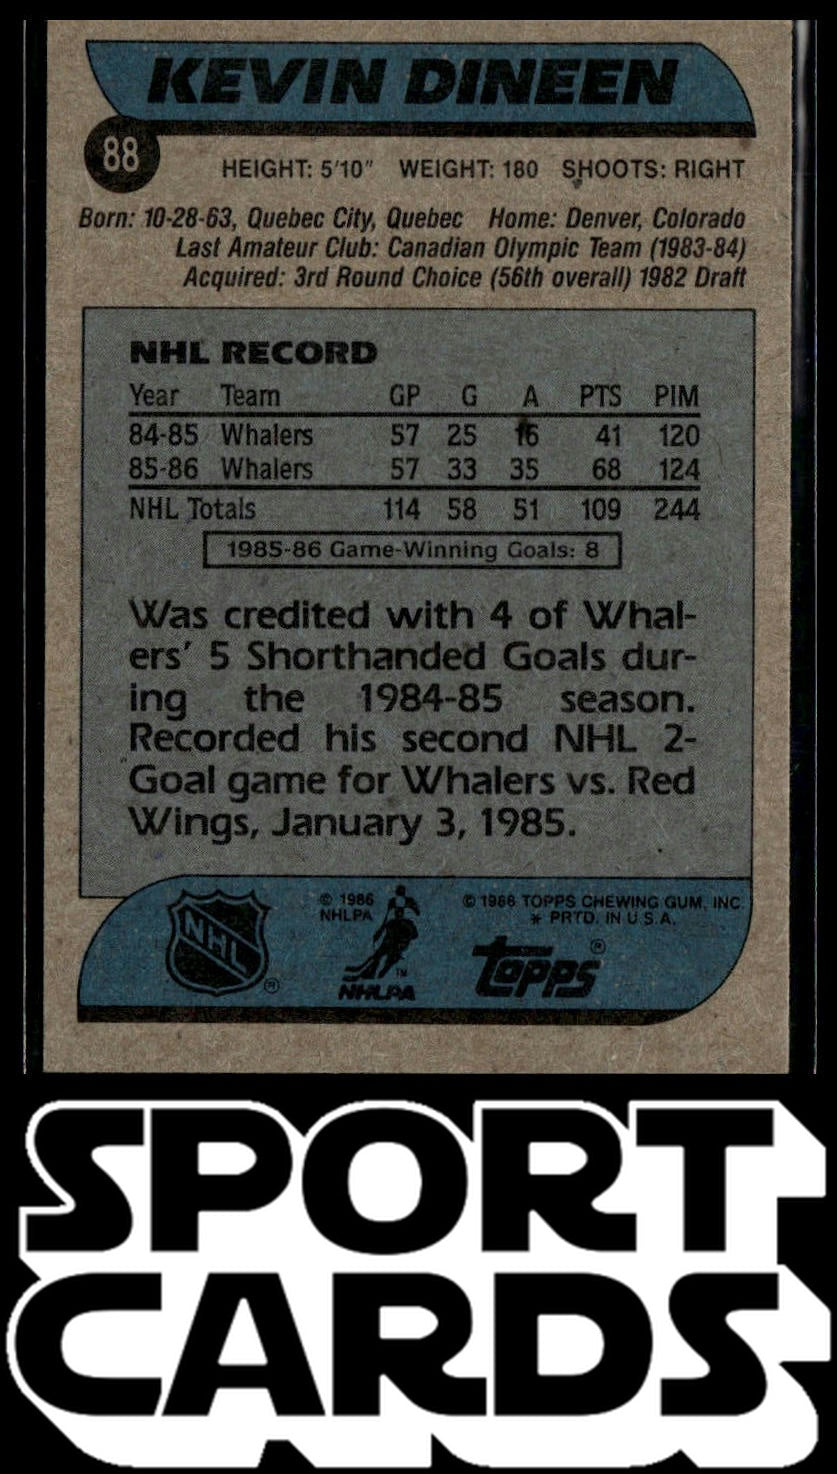 KEVIN DINEEN
88
HEIGHT: 5'10" WEIGHT: 180 SHOOTS: RIGHT
Born: 10-28-63, Quebec City, Quebec Home: Denver, Colorado
Last Amateur Club: Canadian Olympic Team (1983-84)
Acquired: 3rd Round Choice (56th overall) 1982 Draft
NHL RECORD
Year Team GP G A PTS PIM
84-85 Whalers 57 25 16 41 120
85-86 Whalers 57 33 35 68 124
NHL Totals 114 58 51 109 244
1985-86 Game-Winning Goals: 8
Was credited with 4 of Whal-
ers' 5 Shorthanded Goals dur-
ing the 1984-85 season.
Recorded his second NHL 2-
Goal game for Whalers vs. Red
Wings, January 3, 1985.
NHL ®
© 1986
NHLPA
™
NHLPA
© 1986 TOPPS CHEWING GUM, INC.
* PRTD. IN U.S.A.
topps ®
SPORT
CARDS